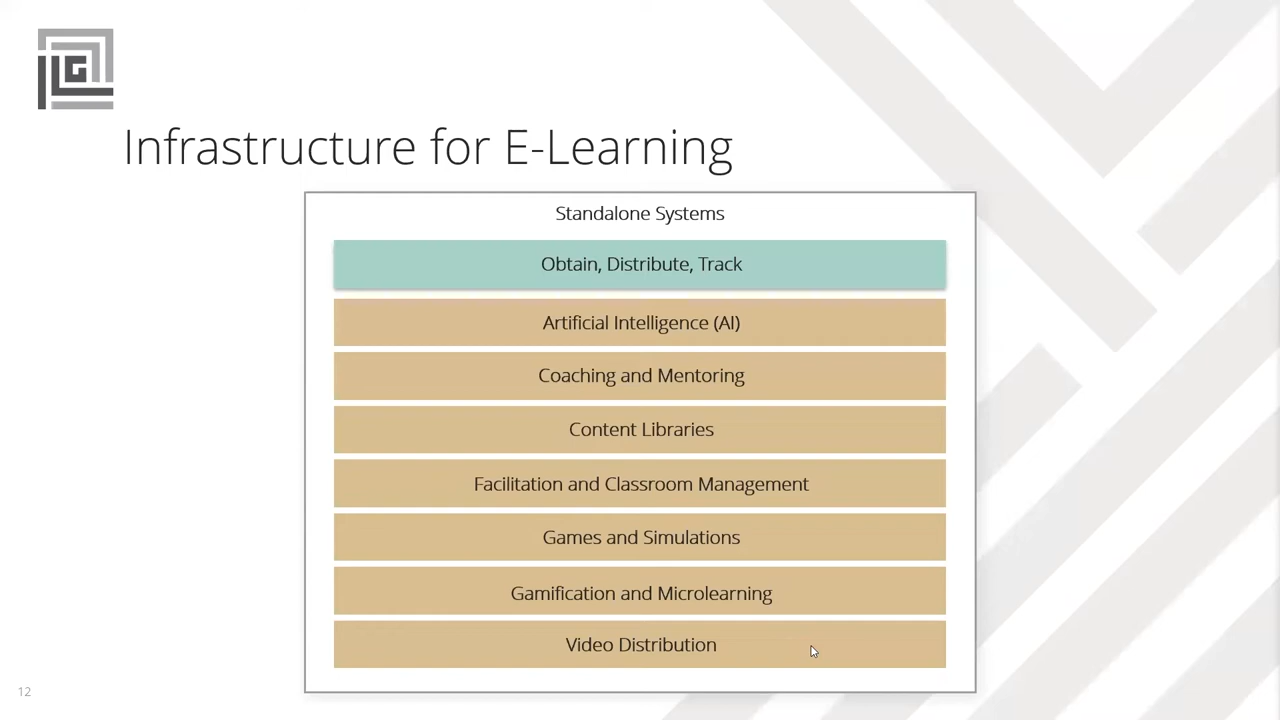 Infrastructure for E-Learning
Standalone Systems
Obtain, Distribute, Track
Artificial Intelligence (AI)
Coaching and Mentoring
Content Libraries
Facilitation and Classroom Management
Games and Simulations
Gamification and Microlearning
Video Distribution
12